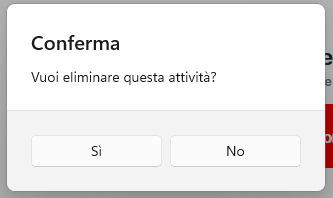 Conferma
Vuoi eliminare questa attività?
Sì
No